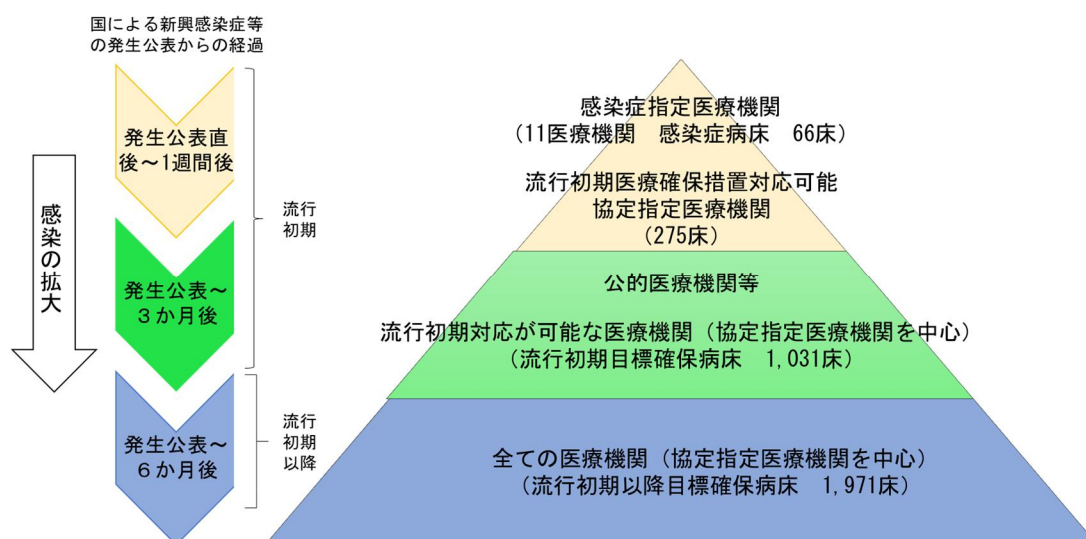 国による新興感染症等
の発生公表からの経過
感染の拡大
発生公表直
後～1週間後
発生公表～
３か月後
発生公表～
６か月後
流行
初期
流行
初期
以降
感染症指定医療機関
（11医療機関　感染症病床　66床）
流行初期医療確保措置対応可能
協定指定医療機関
（275床）
公的医療機関等
流行初期対応が可能な医療機関（協定指定医療機関を中心）
（流行初期目標確保病床　1,031床）
全ての医療機関（協定指定医療機関を中心）
（流行初期以降目標確保病床　1,971床）